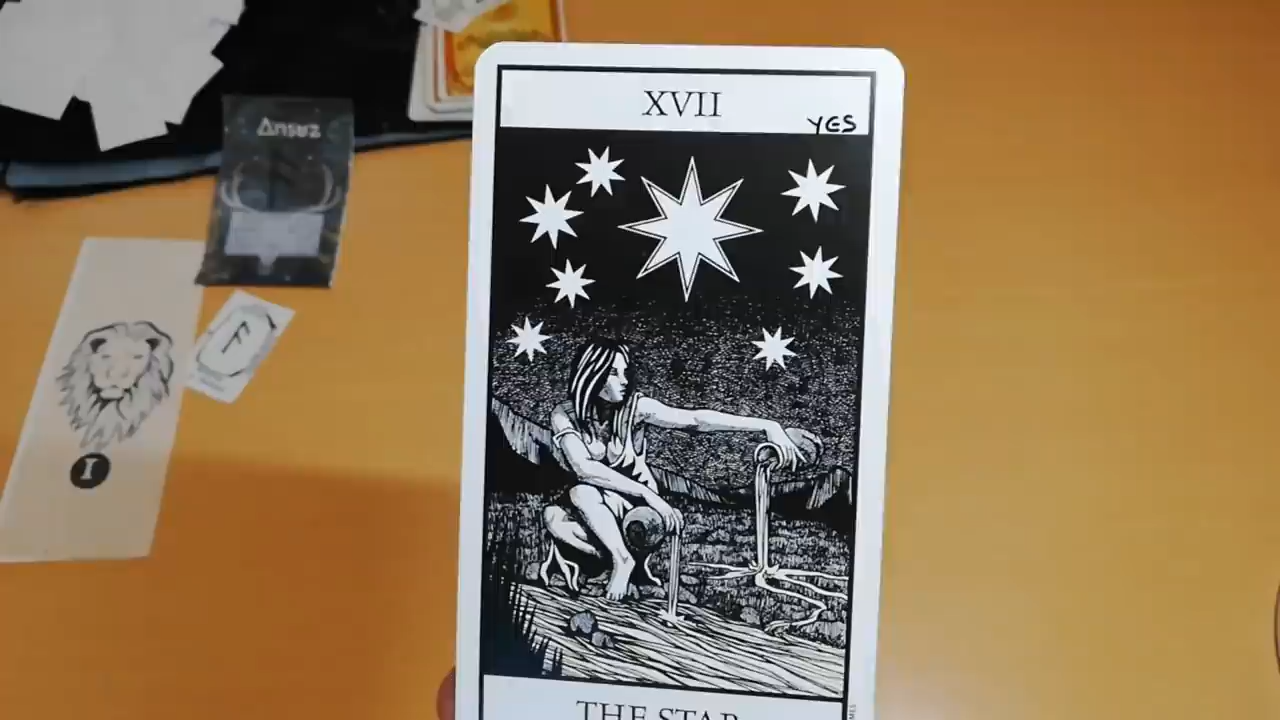 XVII
YES
Ansuz
I
THE STAR